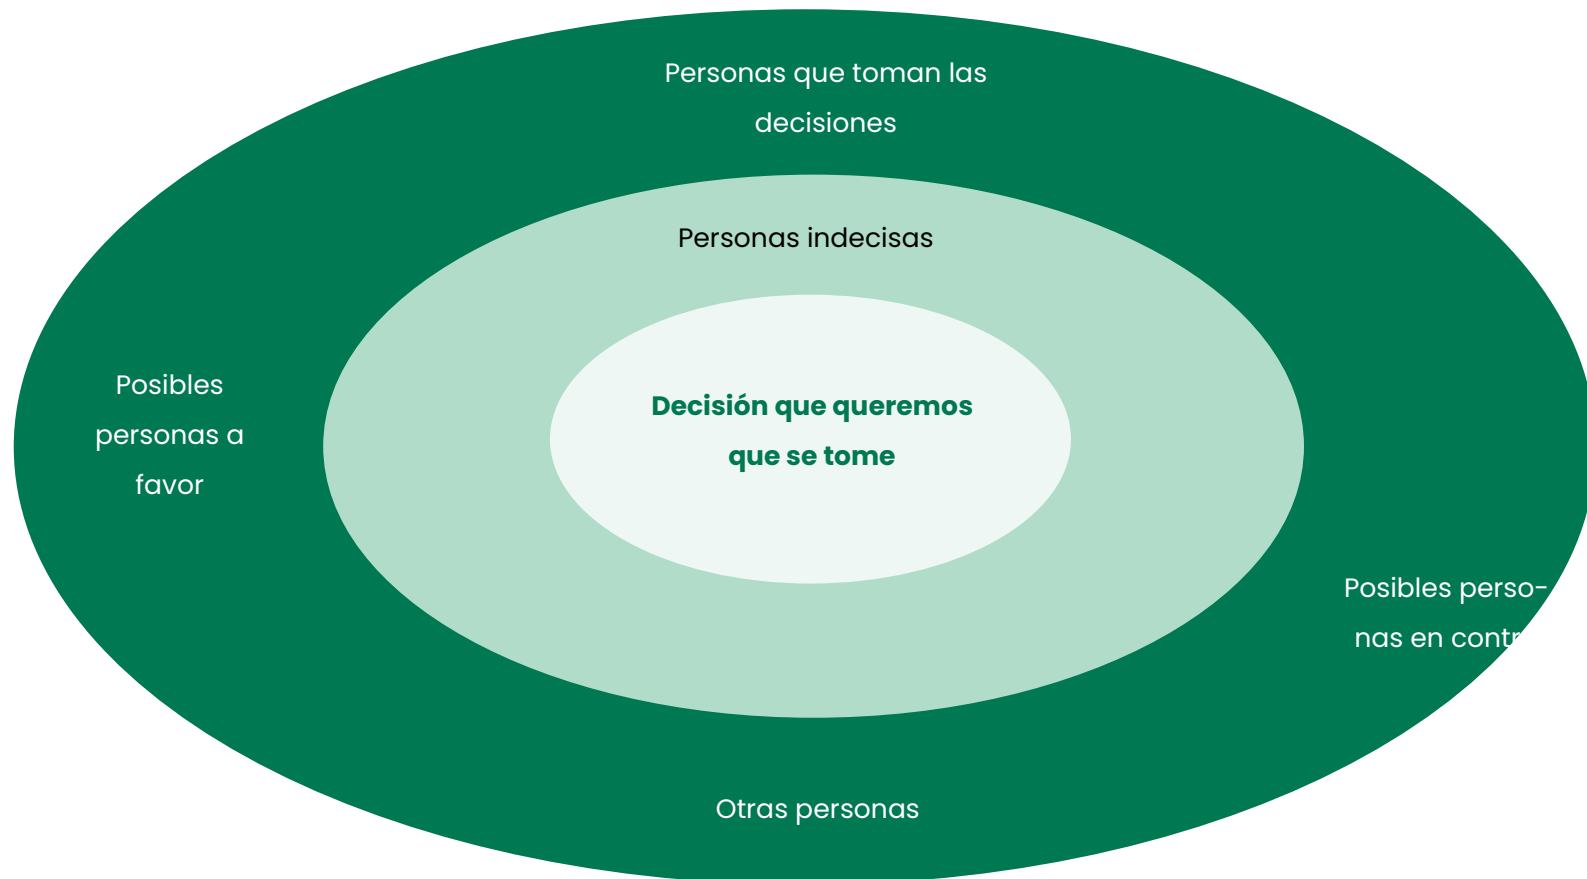 Personas que toman las
decisiones
Personas indecisas
Posibles
personas a
favor
Decisión que queremos
que se tome
Posibles perso-
nas en contr
Otras personas